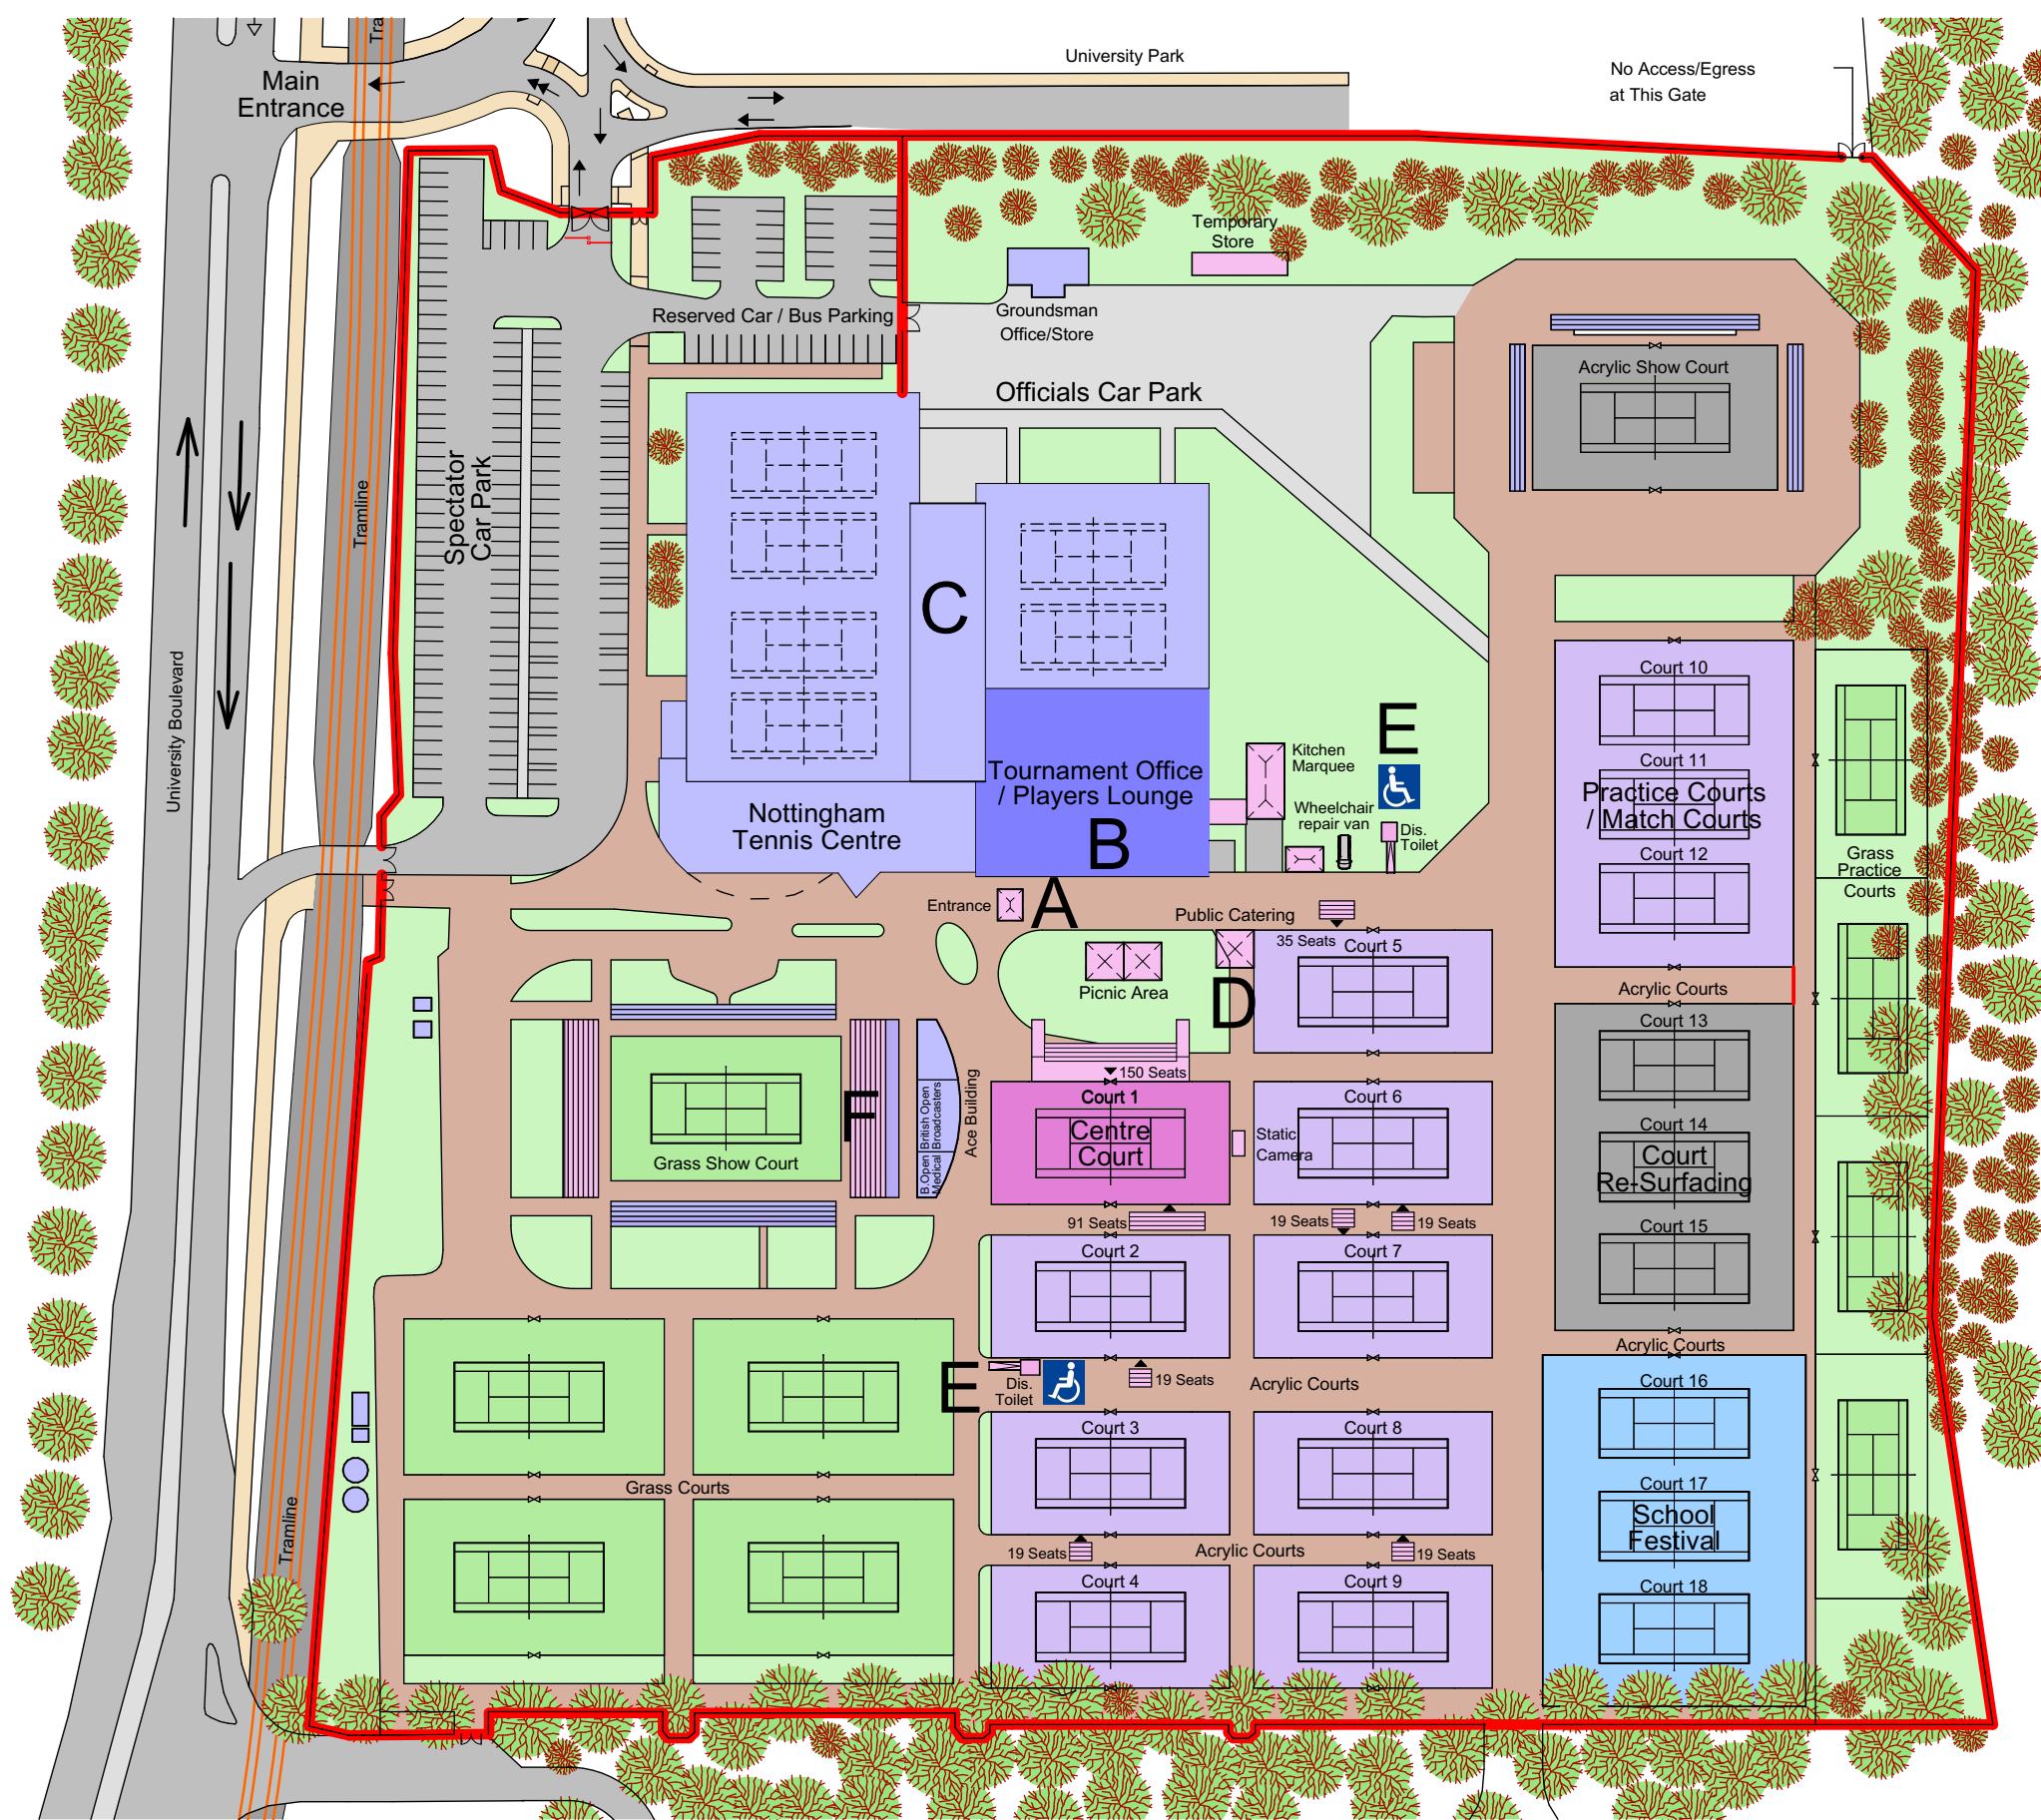 Tra
University Park
No Access/Egress
at This Gate
Main
Entrance
Temporary
Store
Groundsman
Office/Store
Reserved Car / Bus Parking
Officials Car Park
Acrylic Show Court
Spectator
Car Park
Tramline
University Boulevard
C
Court 10
Court 11
Practice Courts
/ Match Courts
Court 12
E
Kitchen
Marquee
Wheelchair
repair van
Dis.
Toilet
Tournament Office
/ Players Lounge
B
Nottingham
Tennis Centre
Grass
Practice
Courts
Entrance
A
Public Catering
35 Seats
Court 5
Picnic Area
D
Acrylic Courts
Court 13
Court 14
Court
Re-Surfacing
Court 15
150 Seats
Court 1
Centre
Court
Static
Camera
Court 6
F
British Open
Broadcasters
B.Open
Medical
Ace Building
Grass Show Court
91 Seats
19 Seats
19 Seats
Court 2
Court 7
Acrylic Courts
E
Dis.
Toilet
19 Seats
Acrylic Courts
Court 16
Court 17
School
Festival
Court 18
Court 3
Court 8
Grass Courts
Tramline
19 Seats
Acrylic Courts
19 Seats
Court 4
Court 9